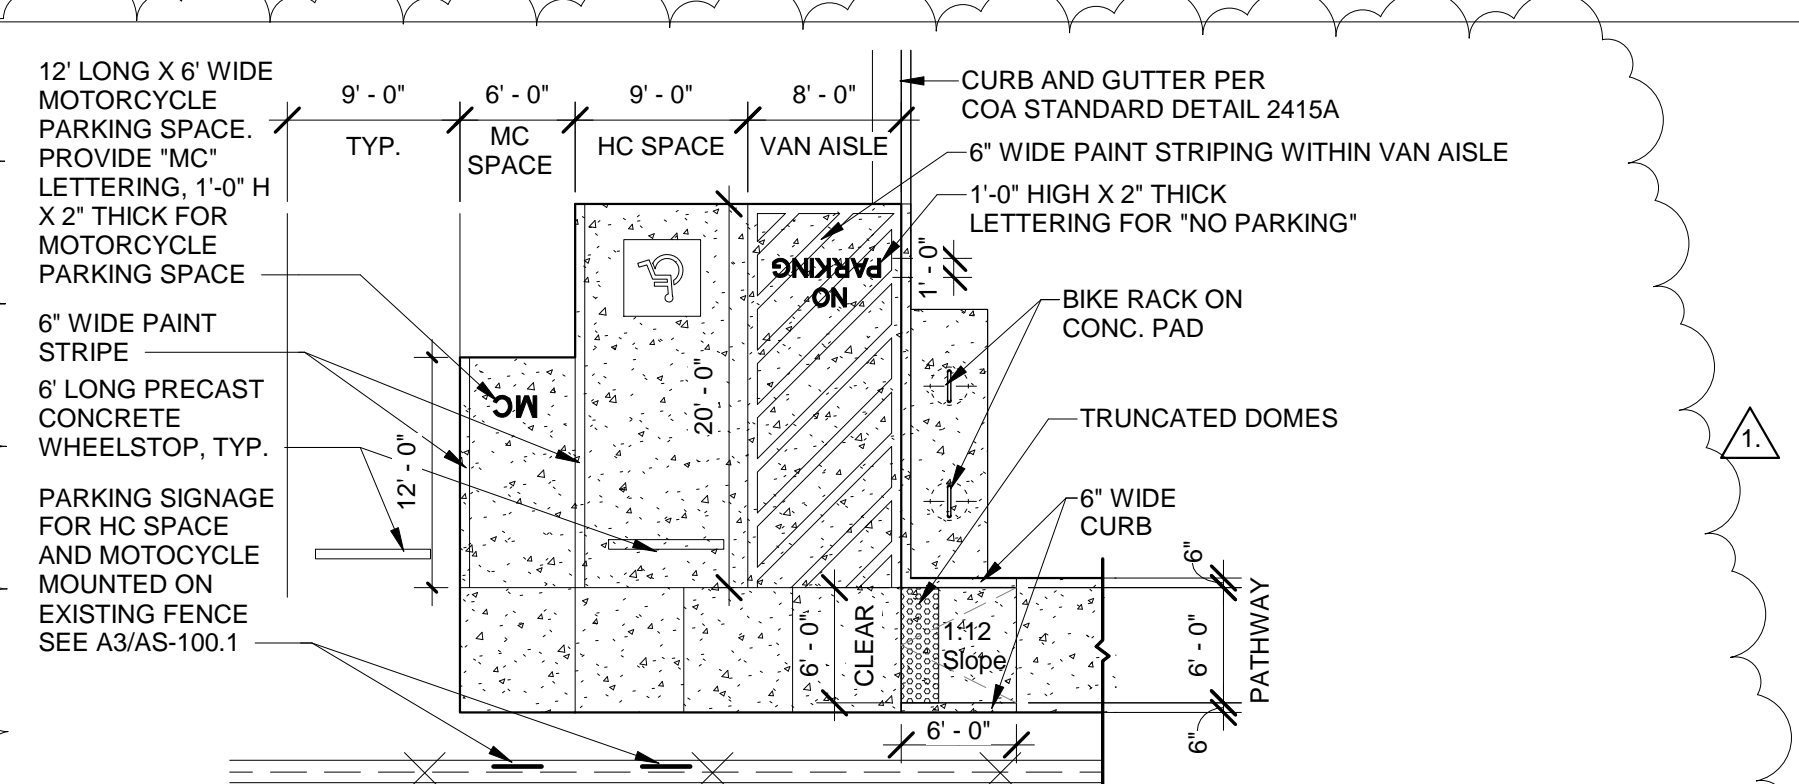 12' LONG X 6' WIDE
MOTORCYCLE
PARKING SPACE.
PROVIDE "MC"
LETTERING, 1'-0" H
X 2" THICK FOR
MOTORCYCLE
PARKING SPACE
6" WIDE PAINT
STRIPE
6' LONG PRECAST
CONCRETE
WHEELSTOP, TYP.
PARKING SIGNAGE
FOR HC SPACE
AND MOTOCYCLE
MOUNTED ON
EXISTING FENCE
SEE A3/AS-100.1
9' - 0"
TYP.
6' - 0"
MC
SPACE
9' - 0"
HC SPACE
8' - 0"
VAN AISLE
CURB AND GUTTER PER
COA STANDARD DETAIL 2415A
6" WIDE PAINT STRIPING WITHIN VAN AISLE
1'-0" HIGH X 2" THICK
LETTERING FOR "NO PARKING"
NO
PARKING
1' - 0"
BIKE RACK ON
CONC. PAD
MC
20' - 0"
12' - 0"
TRUNCATED DOMES
6" WIDE
CURB
1.
6' - 0"
CLEAR
1:12
Slope
6"
6' - 0"
6"
PATHWAY
6' - 0"